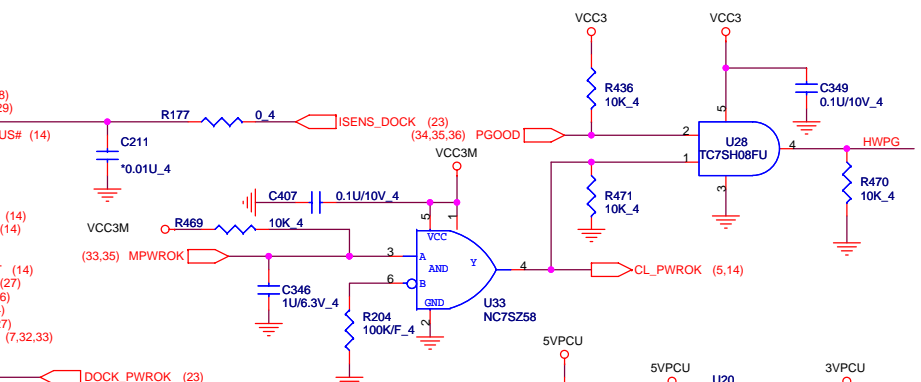 VCC3
VCC3
8)
29)
R177
0_4
ISENS_DOCK (23)
R436
10K_4
C349
0.1U/10V_4
US# (14)
(34,35,36) PGOOD
2
5
U28
TC7SH08FU
4
HWPG
C211
*0.01U_4
VCC3M
1
3
R471
10K_4
R470
10K_4
C407
0.1U/10V_4
5
1
(14)
(14)
VCC3M
R469
10K_4
VCC
(33,35) MPWROK
3
A
AND
Y
4
CL_PWROK (5,14)
T (14)
(27)
6)
4)
27)
(7,32,33)
6
B
C346
1U/6.3V_4
GND
2
U33
NC7SZ58
R204
100K/F_4
5VPCU
DOCK_PWROK (23)
5VPCU
U20
3VPCU